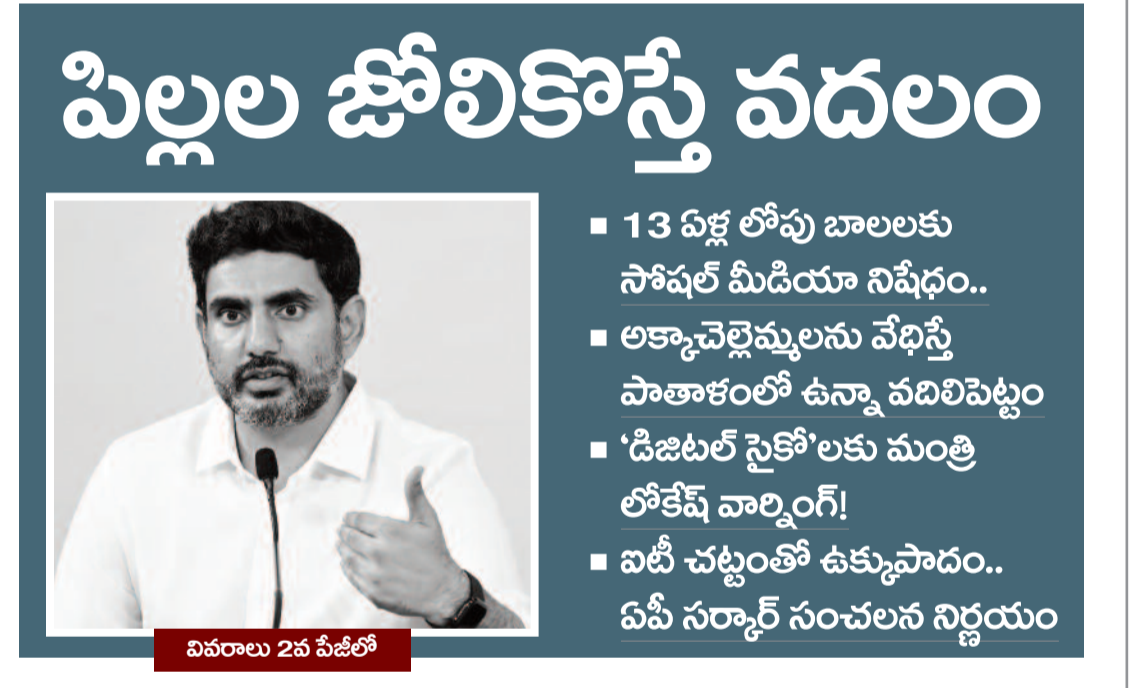 పిల్లల జోలికొస్తే వదలం
■ 13 ఏళ్ల లోపు బాలలకు
సోషల్ మీడియా నిషేధం..
■ అక్కాచెల్లెమ్మలను వేధిస్తే
పాతాళంలో ఉన్నా వదిలిపెట్టం
■ ‘డిజిటల్ సైకో’లకు మంత్రి
లోకేష్ వార్నింగ్!
■ ఐటీ చట్టంతో ఉక్కుపాదం..
ఏపీ సర్కార్ సంచలన నిర్ణయం
వివరాలు 2వ పేజీలో